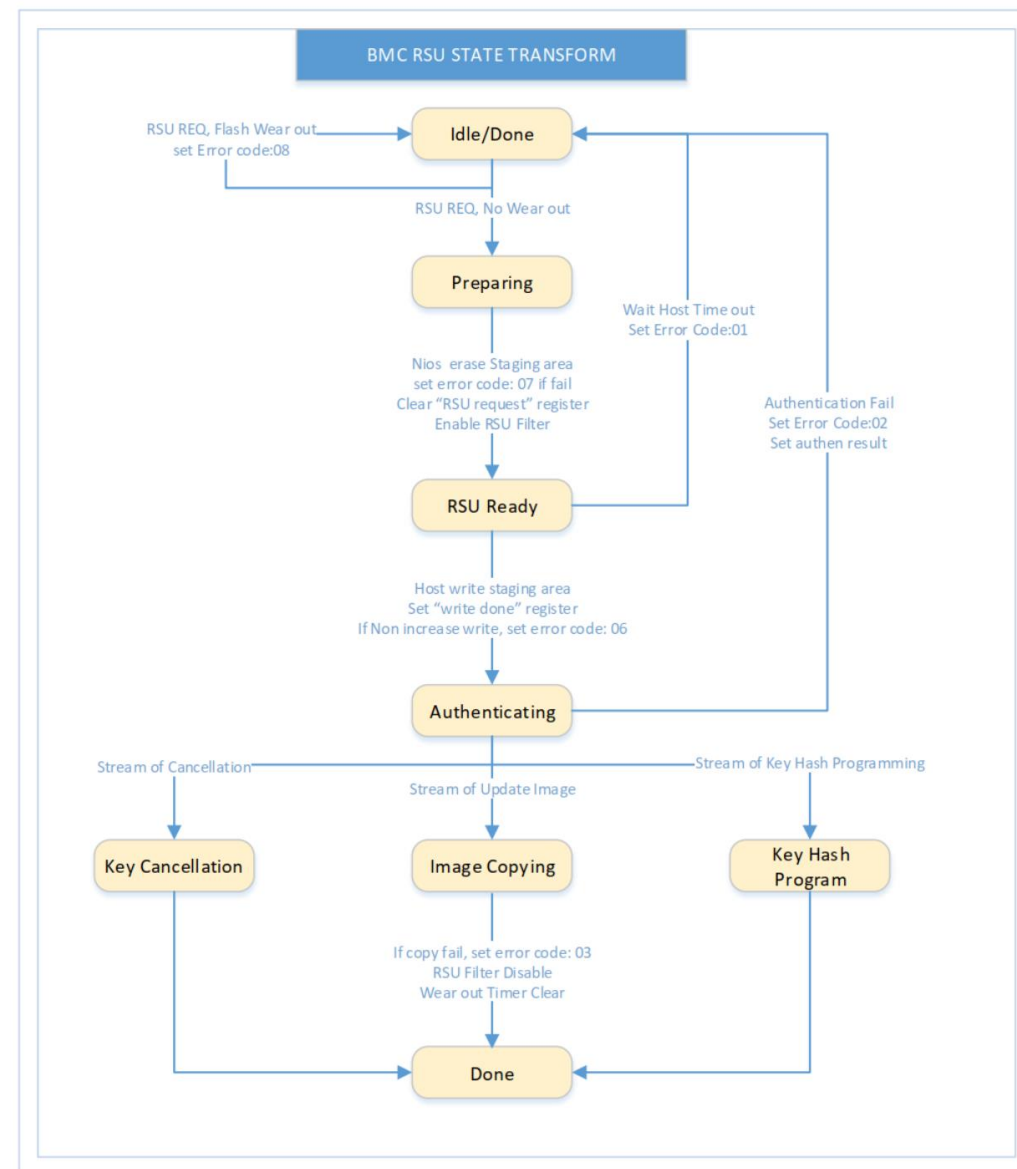 BMC RSU STATE TRANSFORM
Idle/Done
RSU REQ, Flash Wear out
set Error code:08
RSU REQ, No Wear out
Preparing
Wait Host Time out
Set Error Code:01
Nios erase Staging area
set error code: 07 if fail
Clear “RSU request” register
Enable RSU Filter
Authentication Fail
Set Error Code:02
Set authen result
RSU Ready
Host write staging area
Set “write done” register
If Non increase write, set error code: 06
Authenticating
Stream of Cancellation
Stream of Update Image
Stream of Key Hash Programming
Key Cancellation
Image Copying
Key Hash
Program
If copy fail, set error code: 03
RSU Filter Disable
Wear out Timer Clear
Done